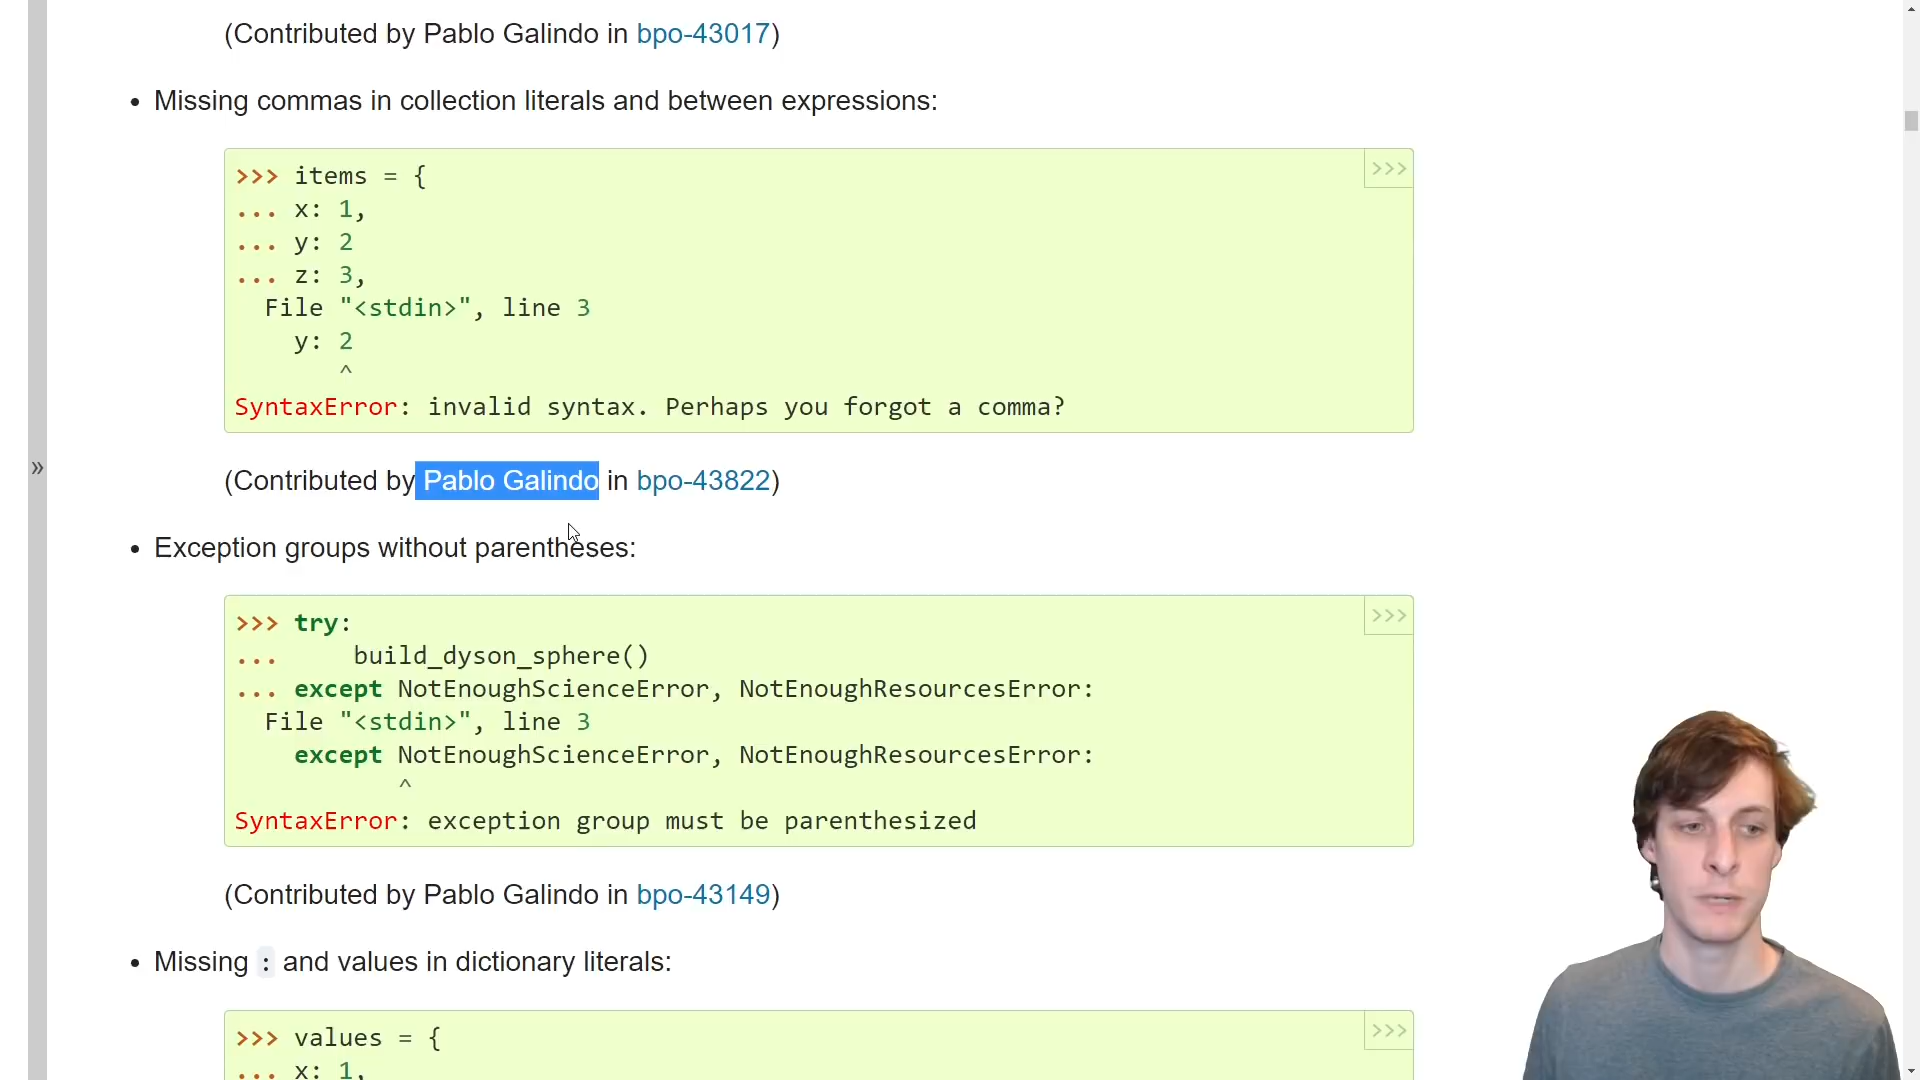 (Contributed by Pablo Galindo in bpo-43017)
• Missing commas in collection literals and between expressions:
>>> items = {
>>>
... x: 1,
... y: 2
... z: 3,
File "<stdin>", line 3
y: 2
^
SyntaxError: invalid syntax. Perhaps you forgot a comma?
»
(Contributed by Pablo Galindo in bpo-43822)
• Exception groups without parentheses:
>>> try:
>>>
... build_dyson_sphere()
... except NotEnoughScienceError, NotEnoughResourcesError:
File "<stdin>", line 3
except NotEnoughScienceError, NotEnoughResourcesError:
^
SyntaxError: exception group must be parenthesized
(Contributed by Pablo Galindo in bpo-43149)
• Missing : and values in dictionary literals:
>>> values = {
>>>
... x: 1,